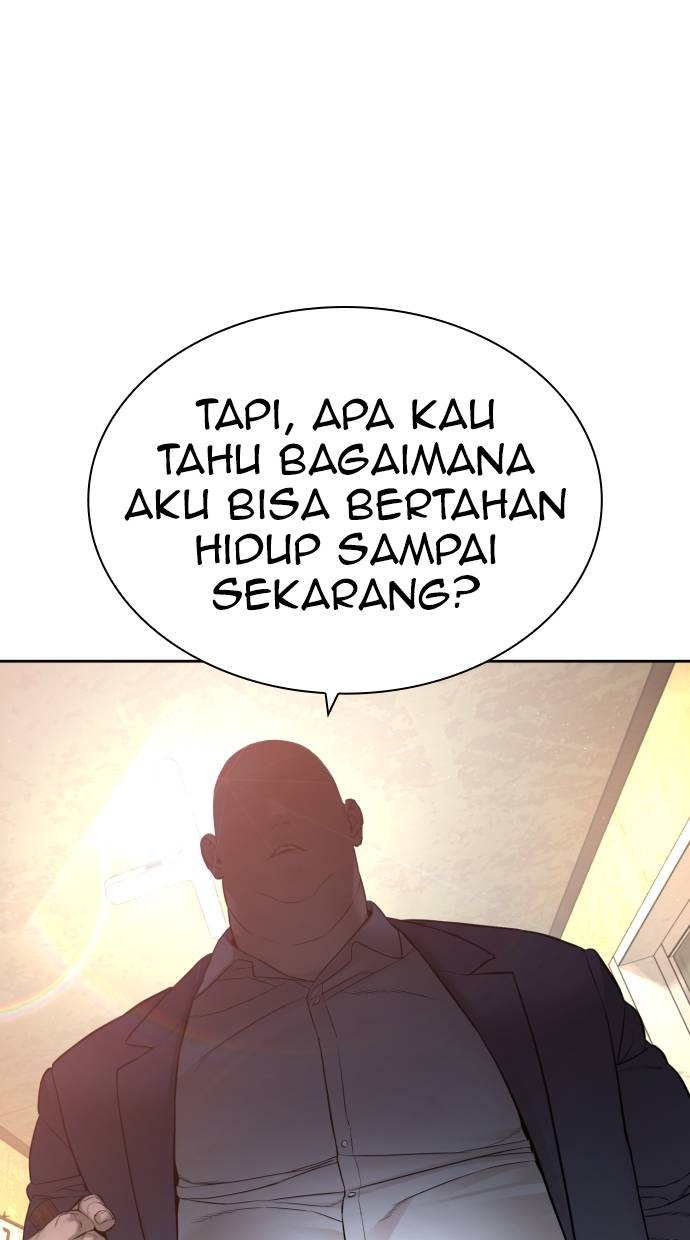 TAPI, APA KAU
TAHU BAGAIMANA
AKU BISA BERTAHAN
HIDUP SAMPAI
SEKARANG?